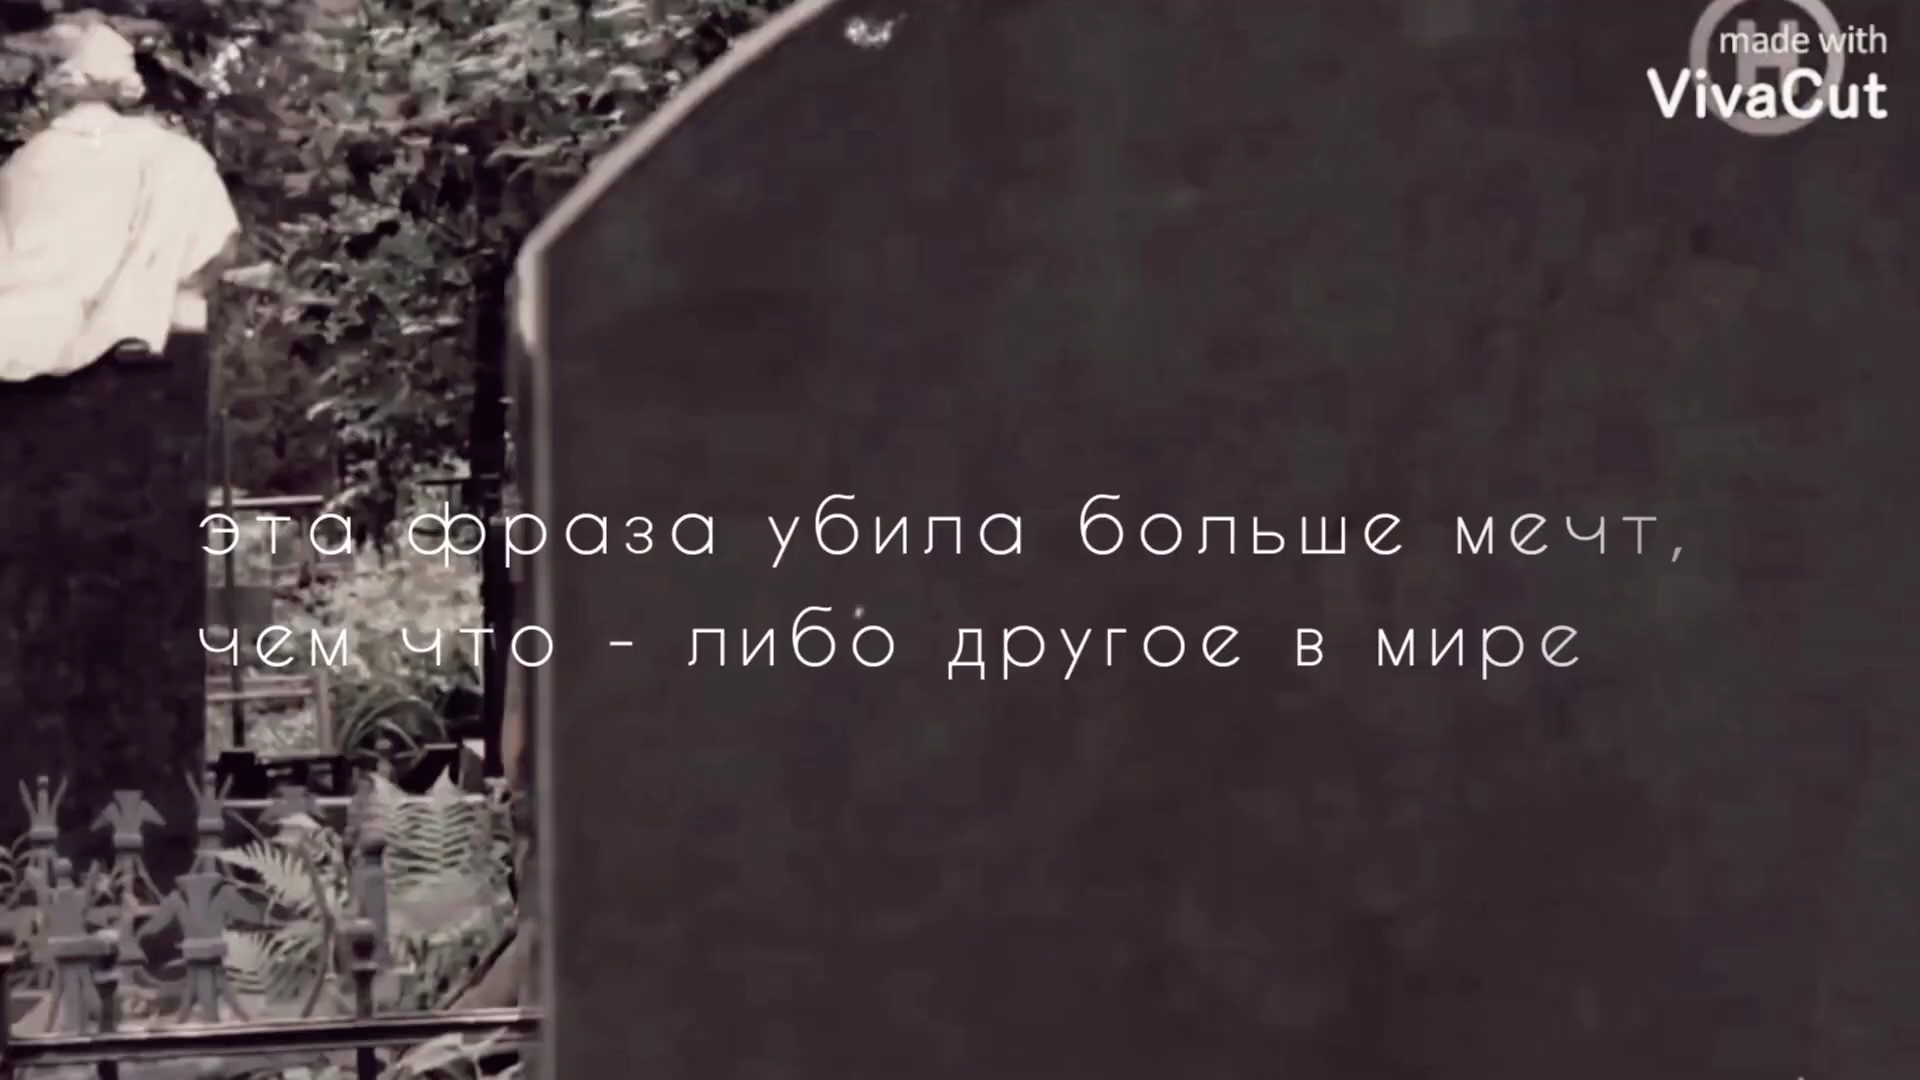 made with
VivaCut
эта фраза убила больше мечт,
чем что - либо другое в мире